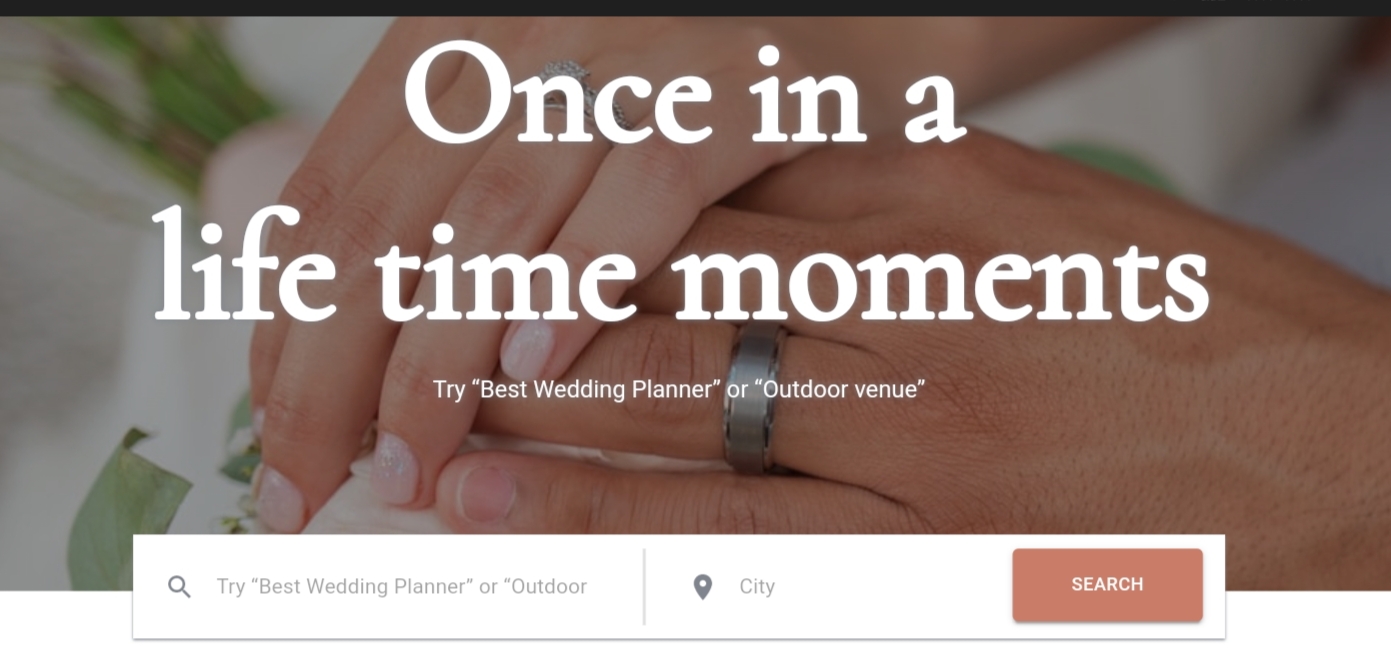 Once in a
life time moments
Try “Best Wedding Planner” or “Outdoor venue”
Try “Best Wedding Planner” or “Outdoor
City
SEARCH